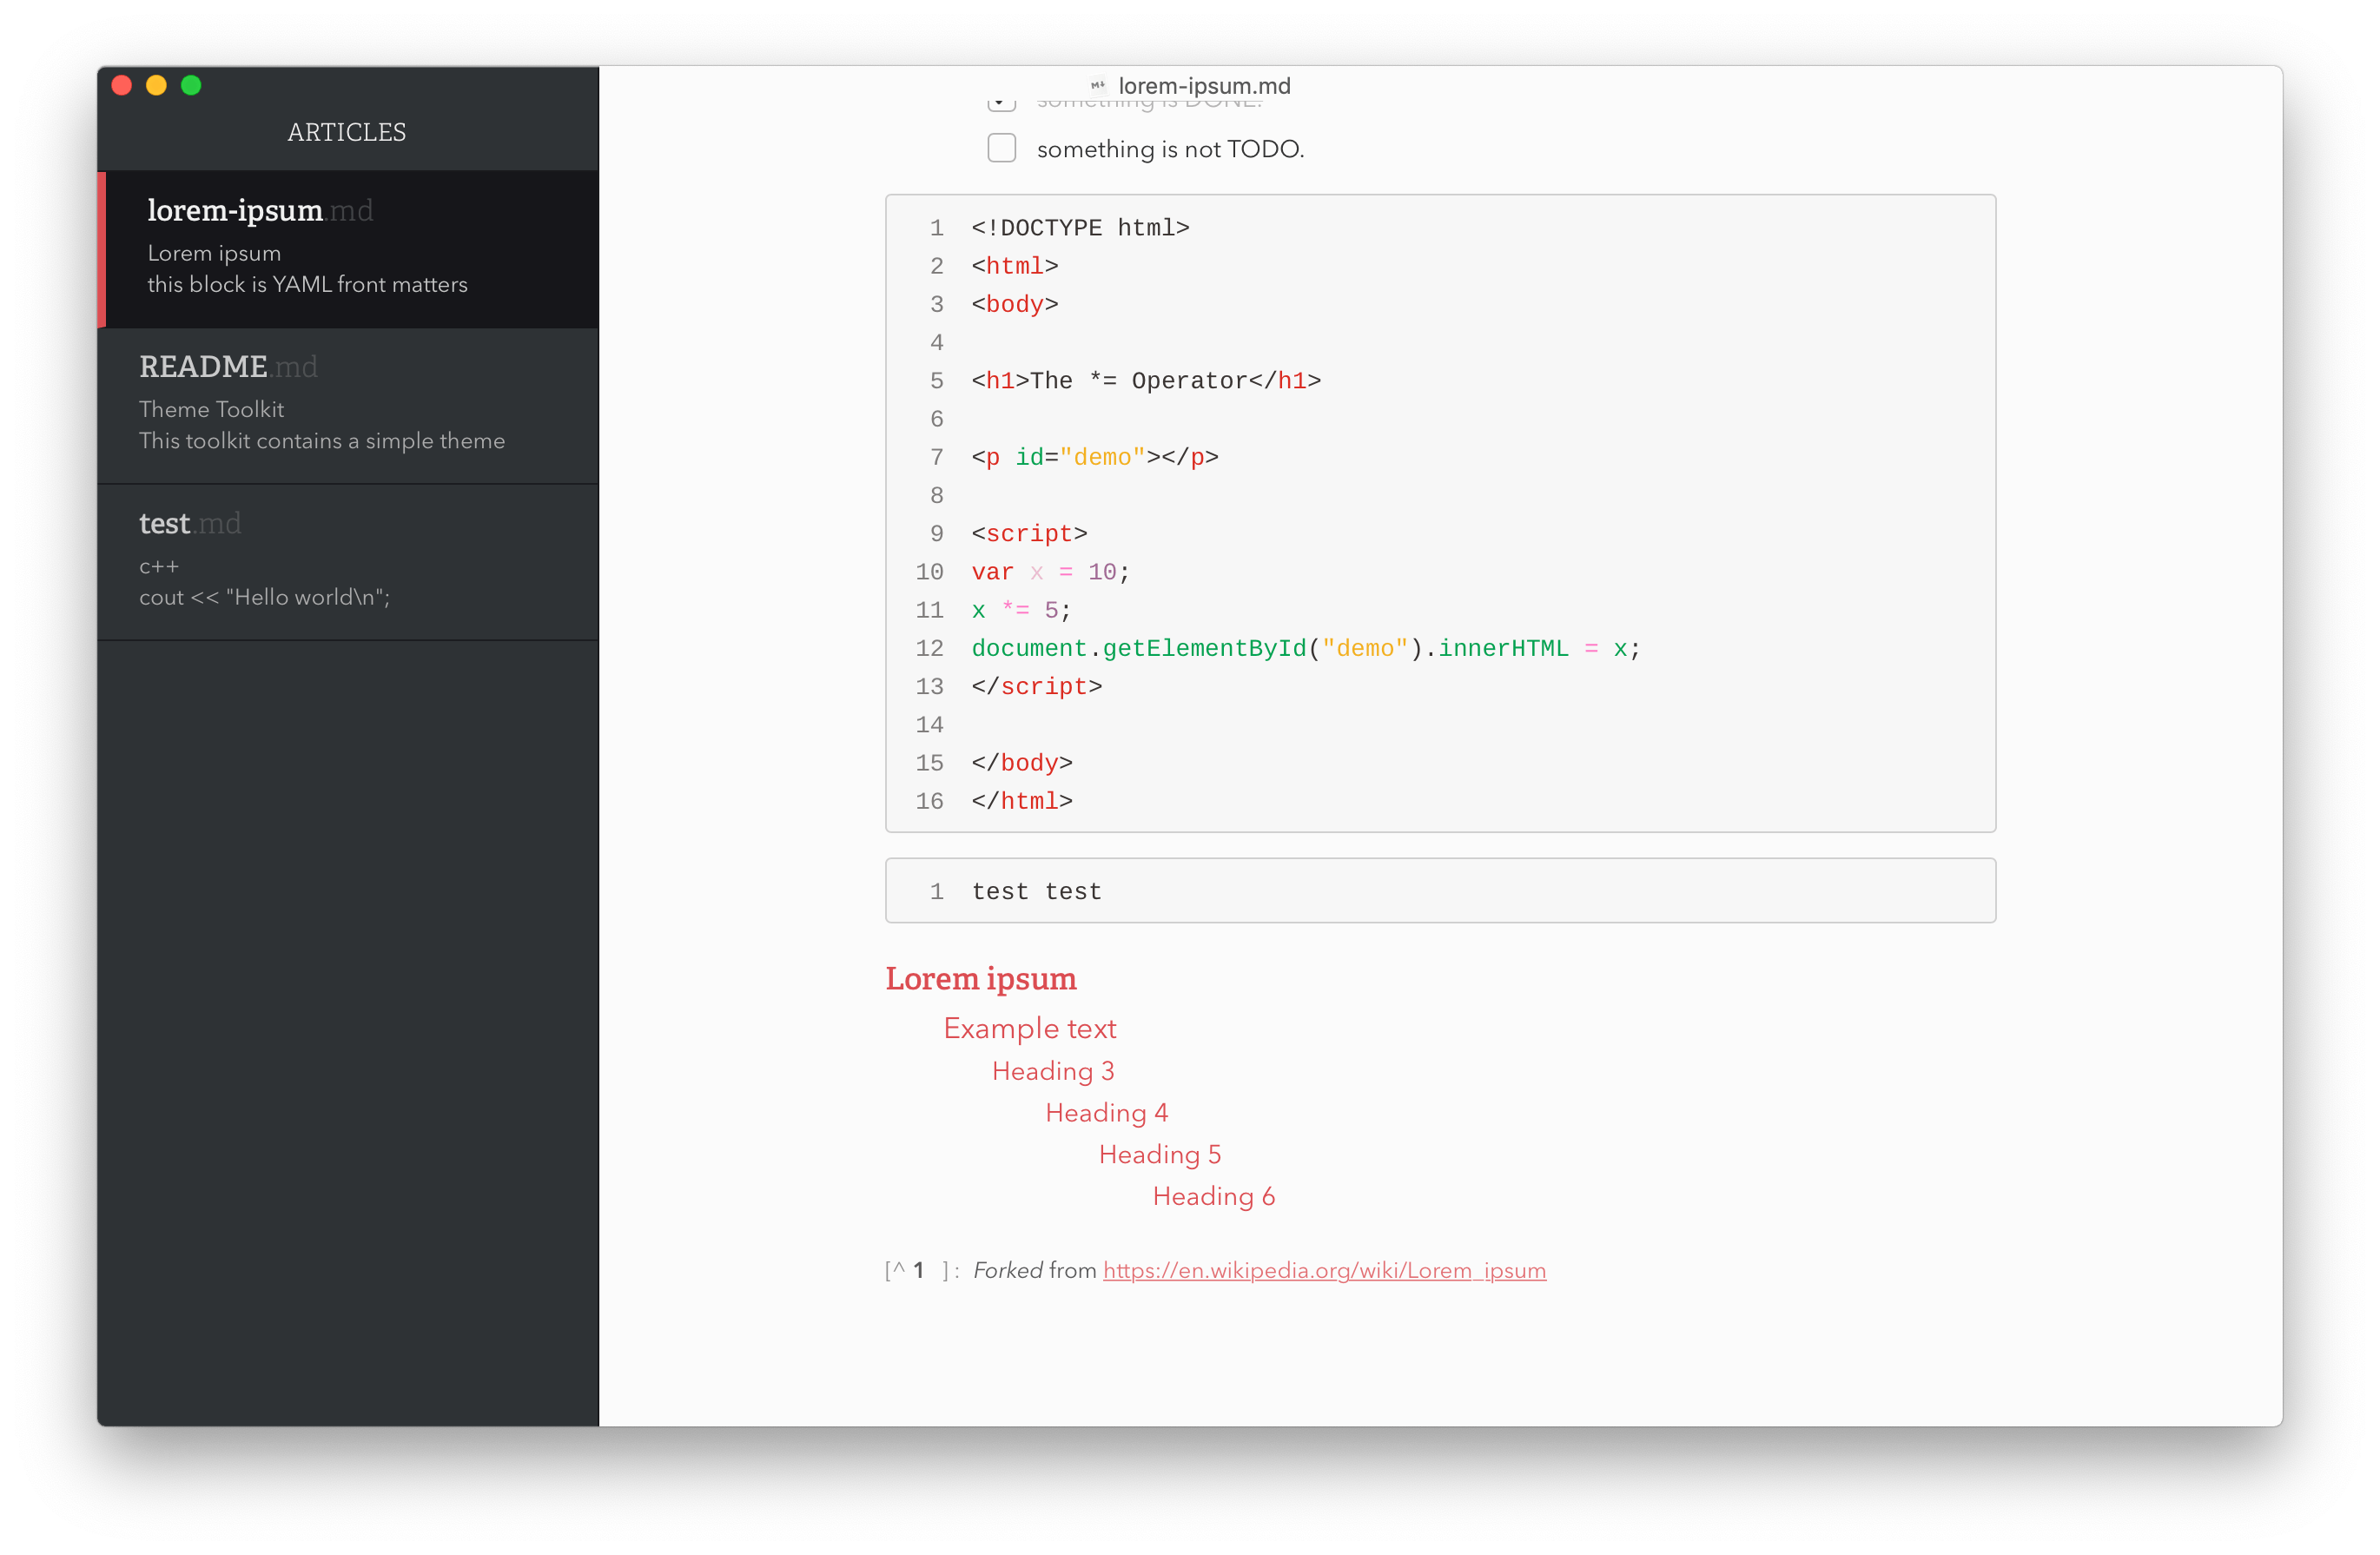 ARTICLES
lorem-ipsum.md
Lorem ipsum
this block is YAML front matters
README.md
Theme Toolkit
This toolkit contains a simple theme
test.md
c++
cout << "Hello world\n";
lorem-ipsum.md
something is DONE.
something is not TODO.
1 <!DOCTYPE html>
2 <html>
3 <body>
4
5 <h1>The *= Operator</h1>
6
7 <p id="demo"></p>
8
9 <script>
10 var x = 10;
11 x *= 5;
12 document.getElementById("demo").innerHTML = x;
13 </script>
14
15 </body>
16 </html>
1 test test
Lorem ipsum
Example text
Heading 3
Heading 4
Heading 5
Heading 6
[^ 1 ]: Forked from https://en.wikipedia.org/wiki/Lorem_ipsum